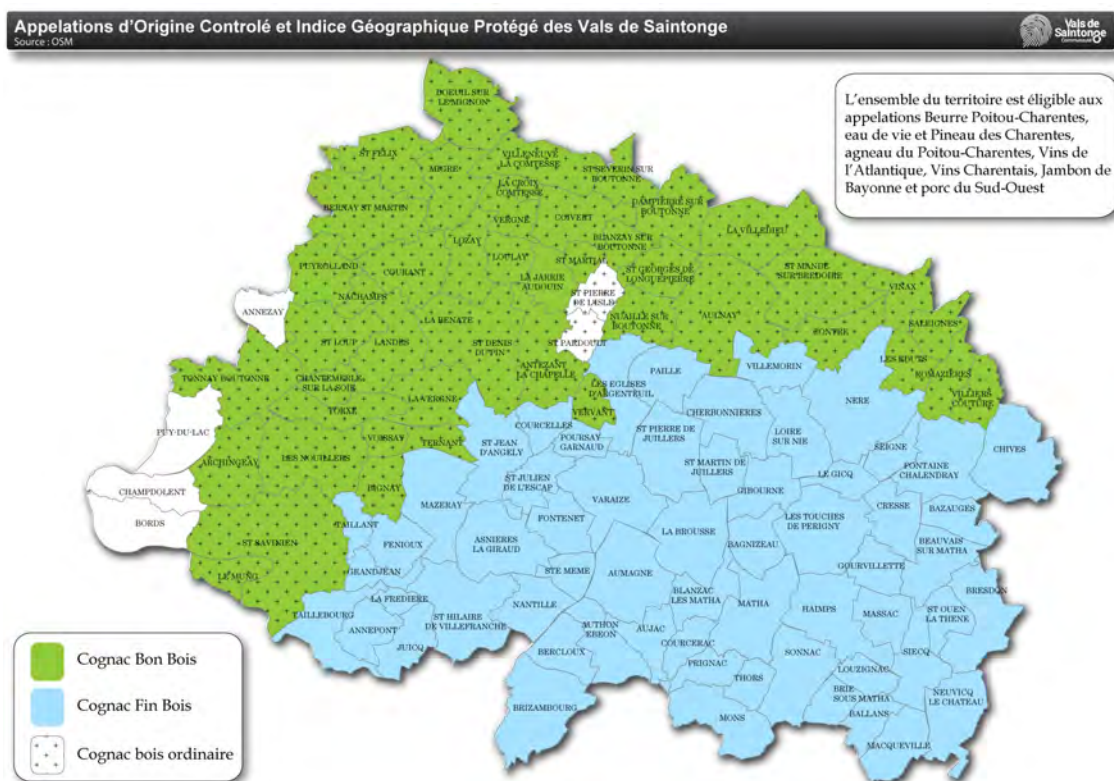 Appelations d'Origine Controlé et Indice Géographique Protégé des Vals de Saintonge
Source : OSM
Vals de
Saintonge
Communauté
L'ensemble du territoire est éligible aux
appelations Beurre Poitou-Charentes,
eau de vie et Pineau des Charentes,
agneau du Poitou-Charentes, Vins de
l'Atlantique, Vins Charentais, Jambon de
Bayonne et porc du Sud-Ouest
DOEUIL SUR
LE MIGNON
ST FELIX
MIGRE
VILLENEUVE
LA COMTESSE
ST SEVERIN SUR
BOUTONNE
LA CROIX
COMTESSE
BERNAY ST MARTIN
DAMPIERRE SUR
BOUTONNE
VERGNE
COIVERT
LA VILLEDIEU
LOZAY
BLANZAY SUR
BOUTONNE
LOULAY
ST MARTIAL
PUYROLLAND
COURANT
LA JARRIE
AUDOUIN
ST GEORGES DE
LONGUEPIERRE
ST MANDE
SUR BREDOIRE
VINAX
NACHAMPS
ST PIERRE
DE L'ISLE
ANNEZAY
LA BENATE
NUAILLE SUR
BOUTONNE
AULNAY
SALEIGNES
CONTRE
ST LOUP
LANDES
ST DENIS
DU PIN
ST PARDOULT
LES EDUTS
ROMAZIERES
ANTEZANT
LA CHAPELLE
PAILLE
VILLEMORIN
TONNAY BOUTONNE
CHANTEMERLE
SUR LA SOIE
LES EGLISES
D'ARGENTEUIL
VILLIERS
COUTURE
NERE
LA VERGNE
TORXE
VERVANT
CHERBONNIERES
PUY-DU-LAC
COURCELLES
VOISSAY
TERNANT
ST JEAN
D'ANGELY
POURSAY
GARNAUD
ST PIERRE DE
JUILLERS
LOIRE
SUR NIE
SEIGNE
CHIVES
ARCHINGEAY
LES NOUILLERS
ST MARTIN DE
JUILLERS
LE GICQ
FONTAINE
CHALENDRAY
ST JULIEN
DE L'ESCAP
CHAMPDOLENT
BIGNAY
GIBOURNE
MAZERAY
VARAIZE
CRESSE
BAZAUGES
BORDS
TAILLANT
FONTENET
LES TOUCHES
DE PERIGNY
LA BROUSSE
ST SAVINIEN
FENIOUX
ASNIERES
LA GIRAUD
BAGNIZEAU
BEAUVAIS
SUR MATHA
GOURVILLETTE
GRANDJEAN
STE MEME
AUMAGNE
LE MUNG
BLANZAC
LES MATHA
BRESDON
LA FREDIERE
NANTILLE
MATHA
HAIMPS
MASSAC
ST OUEN
LA THENE
TAILLEBOURG
ST HILAIRE
DE VILLEFRANCHE
ANNEPONT
AUTHON
EBEON
AUJAC
COURCERAC
JUICQ
BERCLOUX
SONNAC
SIECQ
PRIGNAC
LOUZIGNAC
THORS
BRIE
SOUS MATHA
NEUVICQ
LE CHATEAU
BRIZAMBOURG
MONS
BALLANS
MACQUEVILLE
Cognac Bon Bois
Cognac Fin Bois
Cognac bois ordinaire